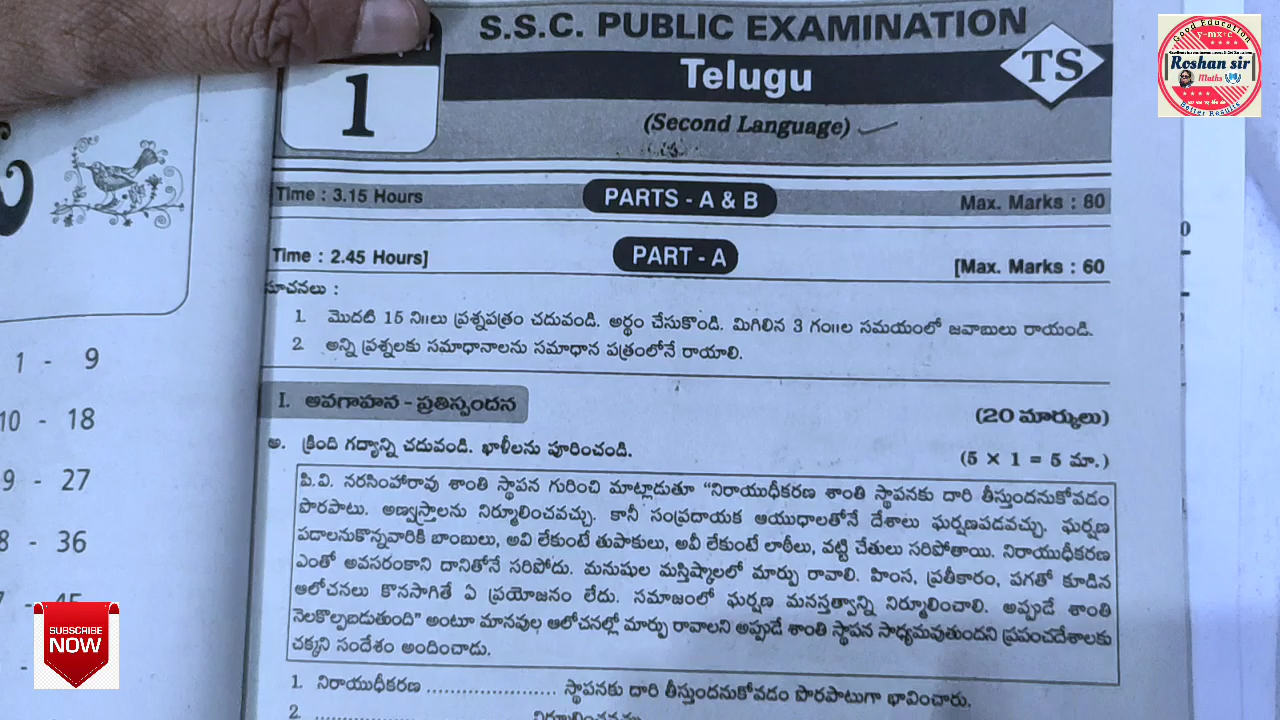 S.S.C. PUBLIC EXAMINATION
TS
1
Telugu
(Second Language)
Time : 3.15 Hours
PARTS - A & B
Max. Marks : 80
Time : 2.45 Hours]
PART - A
[Max. Marks : 60
సూచనలు :
1. మొదటి 15 ని॥లు ప్రశ్నపత్రం చదువండి. అర్థం చేసుకొండి. మిగిలిన 3 గం॥ల సమయంలో జవాబులు రాయండి.
2. అన్ని ప్రశ్నలకు సమాధానాలను సమాధాన పత్రంలోనే రాయాలి.
I. అవగాహన - ప్రతిస్పందన
(20 మార్కులు)
అ. క్రింది గద్యాన్ని చదువండి. ఖాళీలను పూరించండి.
(5 × 1 = 5 మా.)
పి.వి. నరసింహారావు శాంతి స్థాపన గురించి మాట్లాడుతూ “నిరాయుధీకరణ శాంతి స్థాపనకు దారి తీస్తుందనుకోవడం
పొరపాటు. అణ్వస్త్రాలను నిర్మూలించవచ్చు. కానీ సంప్రదాయక ఆయుధాలతోనే దేశాలు ఘర్షణపడవచ్చు. ఘర్షణ
పడాలనుకొన్నవారికి బాంబులు, అవి లేకుంటే తుపాకులు, అవీ లేకుంటే లాఠీలు, వట్టి చేతులు సరిపోతాయి. నిరాయుధీకరణ
ఎంతో అవసరంకాని దానితోనే సరిపోదు. మనుషుల మస్తిష్కాలలో మార్పు రావాలి. హింస, ప్రతీకారం, పగతో కూడిన
ఆలోచనలు కొనసాగితే ఏ ప్రయోజనం లేదు. సమాజంలో ఘర్షణ మనస్తత్వాన్ని నిర్మూలించాలి. అప్పుడే శాంతి
నెలకొల్పబడుతుంది” అంటూ మానవుల ఆలోచనల్లో మార్పు రావాలని అప్పుడే శాంతి స్థాపన సాధ్యమవుతుందని ప్రపంచదేశాలకు
చక్కని సందేశం అందించాడు.
1. నిరాయుధీకరణ ...................... స్థాపనకు దారి తీస్తుందనుకోవడం పొరపాటుగా భావించారు.
2.
1 - 9
10 - 18
9 - 27
8 - 36
Good Education
y=mx+c
Roshan sir
Maths
Better Results
SUBSCRIBE
NOW